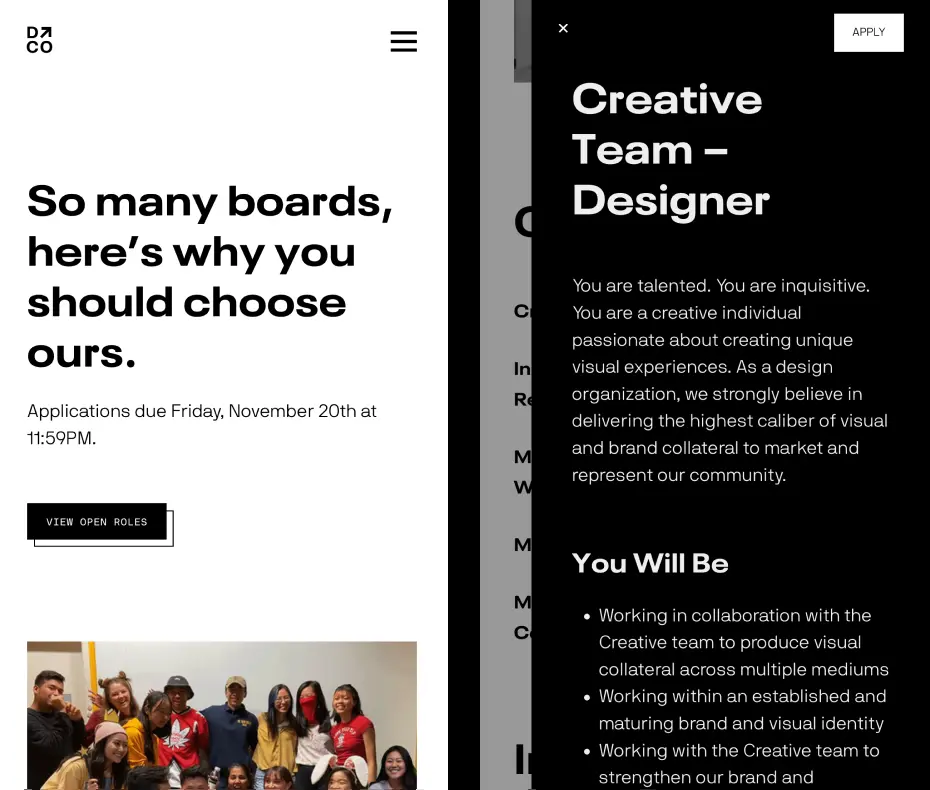 D
CO
So many boards,
here’s why you
should choose
ours.
Applications due Friday, November 20th at
11:59PM.
VIEW OPEN ROLES
APPLY
Creative
Team –
Designer
You are talented. You are inquisitive.
You are a creative individual
passionate about creating unique
visual experiences. As a design
organization, we strongly believe in
delivering the highest caliber of visual
and brand collateral to market and
represent our community.
You Will Be
Working in collaboration with the
Creative team to produce visual
collateral across multiple mediums
Working within an established and
maturing brand and visual identity
Working with the Creative team to
strengthen our brand and